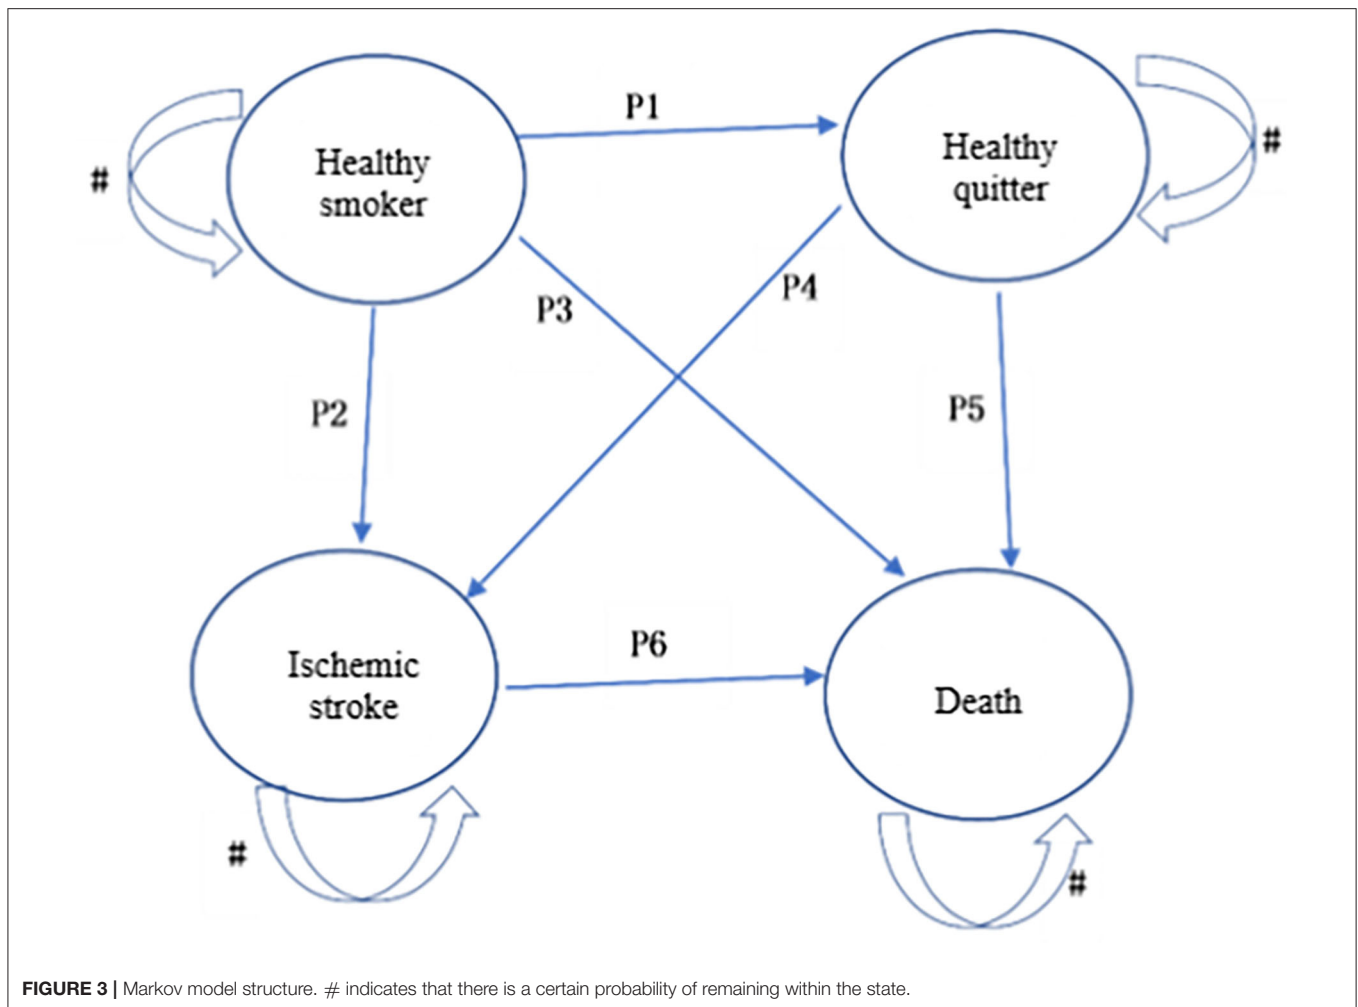 P1
Healthy
smoker
Healthy
quitter
#
#
P3
P4
P2
P5
Ischemic
stroke
P6
Death
#
#
FIGURE 3 | Markov model structure. # indicates that there is a certain probability of remaining within the state.